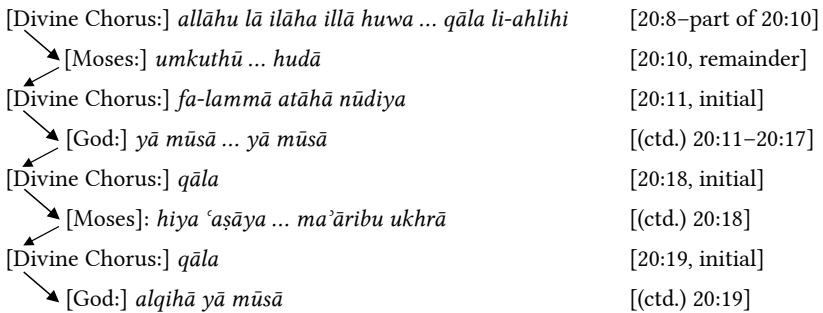 [Divine Chorus:] allāhu lā ilāha illā huwa ... qāla li-ahlihi [20:8–part of 20:10]
[Moses:] umkuthū ... hudā [20:10, remainder]
[Divine Chorus:] fa-lammā atāhā nūdiya [20:11, initial]
[God:] yā mūsā ... yā mūsā [(ctd.) 20:11–20:17]
[Divine Chorus:] qāla [20:18, initial]
[Moses]: hiya ʿaṣāya ... maʾāribu ukhrā [(ctd.) 20:18]
[Divine Chorus:] qāla [20:19, initial]
[God:] alqihā yā mūsā [(ctd.) 20:19]